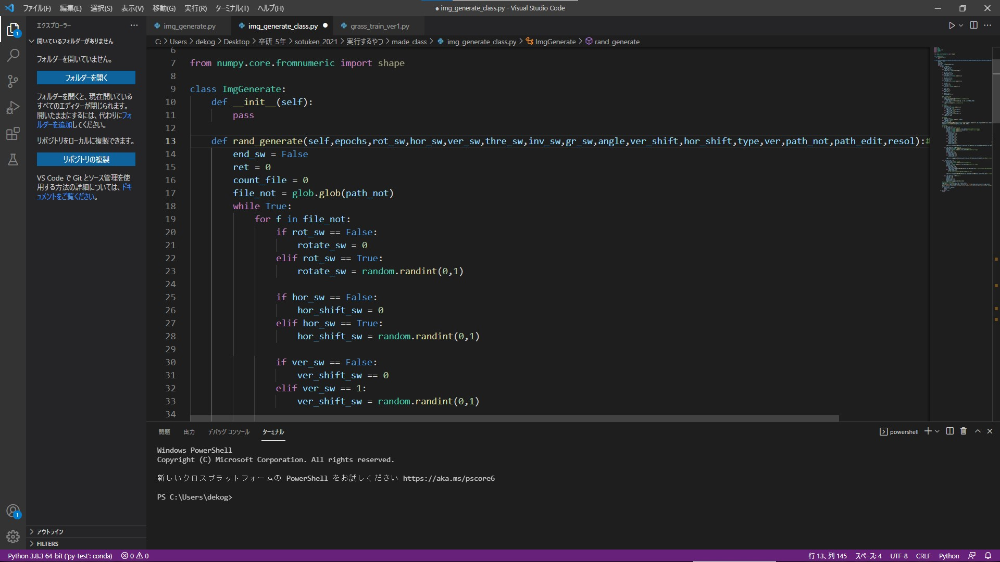 ファイル(F) 編集(E) 選択(S) 表示(V) 移動(G) 実行(R) ターミナル(T) ヘルプ(H)
● img_generate_class.py - Visual Studio Code
エクスプローラー
img_generate.py
img_generate_class.py
grass_train_ver1.py
開いているフォルダーがありません
C: > Users > dekog > Desktop > 卒研_5年 > sotuken_2021 > 実行するやつ > made_class > img_generate_class.py > ImgGenerate > rand_generate
フォルダーを開いていません。
フォルダーを開く
フォルダーを開くと、現在開いている
すべてのエディターが閉じられます。
開いたままにするには、代わりにフォ
ルダーを追加してください。
リポジトリをローカルに複製できます。
リポジトリの複製
VS Code で Git とソース管理を使
用する方法の詳細については、ドキ
ュメントをご覧ください。
アウトライン
FILTERS
6
7 from numpy.core.fromnumeric import shape
8
9 class ImgGenerate:
10 def __init__(self):
11 pass
12
13 def rand_generate(self,epochs,rot_sw,hor_sw,ver_sw,thre_sw,inv_sw,gr_sw,angle,ver_shift,hor_shift,type,ver,path_not,path_edit,resol):#
14 end_sw = False
15 ret = 0
16 count_file = 0
17 file_not = glob.glob(path_not)
18 while True:
19 for f in file_not:
20 if rot_sw == False:
21 rotate_sw = 0
22 elif rot_sw == True:
23 rotate_sw = random.randint(0,1)
24
25 if hor_sw == False:
26 hor_shift_sw = 0
27 elif hor_sw == True:
28 hor_shift_sw = random.randint(0,1)
29
30 if ver_sw == False:
31 ver_shift_sw == 0
32 elif ver_sw == 1:
33 ver_shift_sw = random.randint(0,1)
34
問題 出力 デバッグ コンソール ターミナル
powershell
Windows PowerShell
Copyright (C) Microsoft Corporation. All rights reserved.
新しいクロスプラットフォームの PowerShell をお試しください https://aka.ms/pscore6
PS C:\Users\dekog>
1
1
Python 3.8.3 64-bit ('py-test': conda) 0 0
行 13、列 145 スペース: 4 UTF-8 CRLF Python